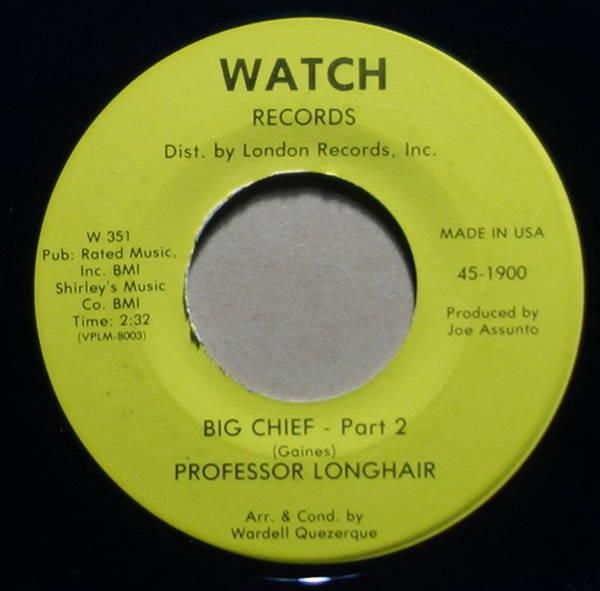 WATCH
RECORDS
Dist. by London Records, Inc.
W 351
Pub: Rated Music,
Inc. BMI
Shirley's Music
Co. BMI
Time: 2:32
(VPLM-8003)
MADE IN USA
45-1900
Produced by
Joe Assunto
BIG CHIEF - Part 2
(Gaines)
PROFESSOR LONGHAIR
Arr. & Cond. by
Wardell Quezerque